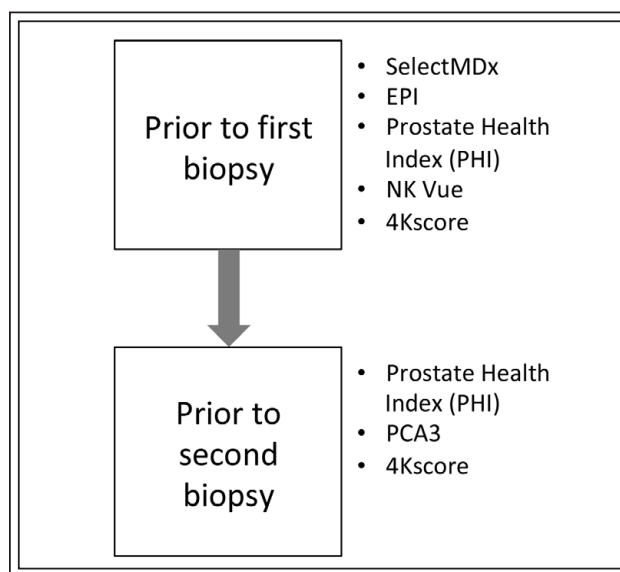 Prior to first
biopsy
• SelectMDx
• EPI
• Prostate Health
Index (PHI)
• NK Vue
• 4Kscore
Prior to
second
biopsy
• Prostate Health
Index (PHI)
• PCA3
• 4Kscore